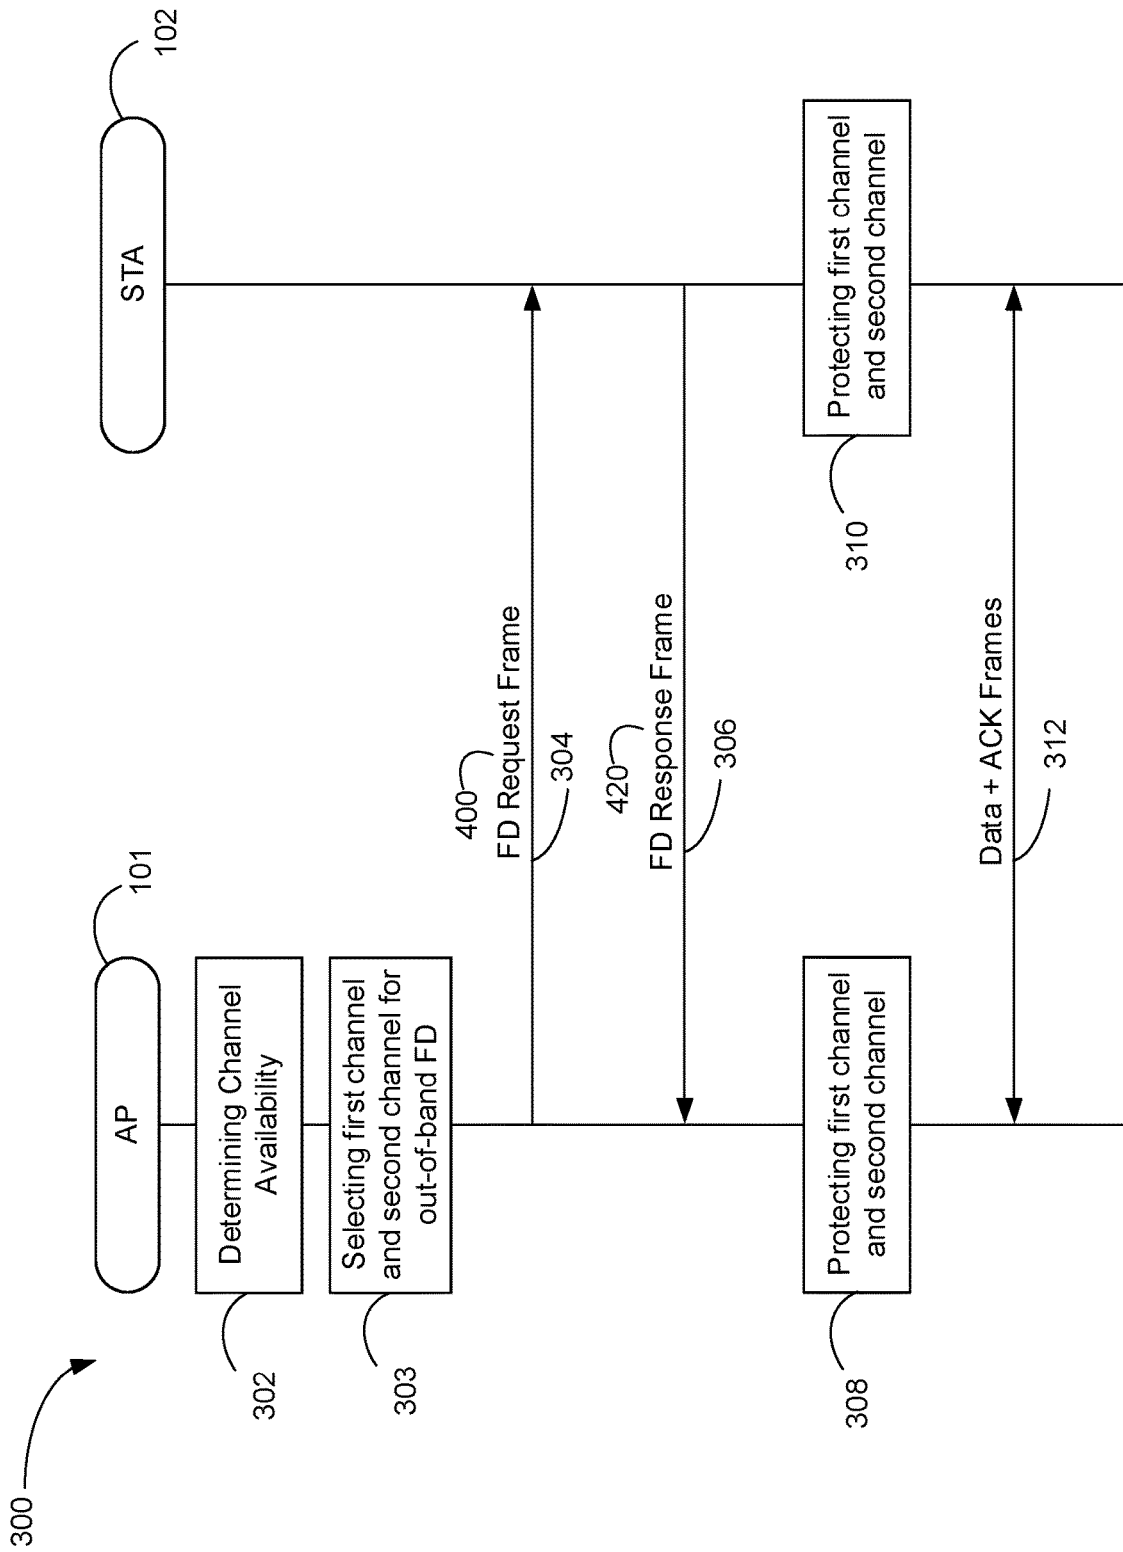 300
AP
101
STA
102
Determining Channel
Availability
302
Selecting first channel
and second channel for
out-of-band FD
303
400
FD Request Frame
304
420
FD Response Frame
306
Protecting first channel
and second channel
308
Protecting first channel
and second channel
310
Data + ACK Frames
312